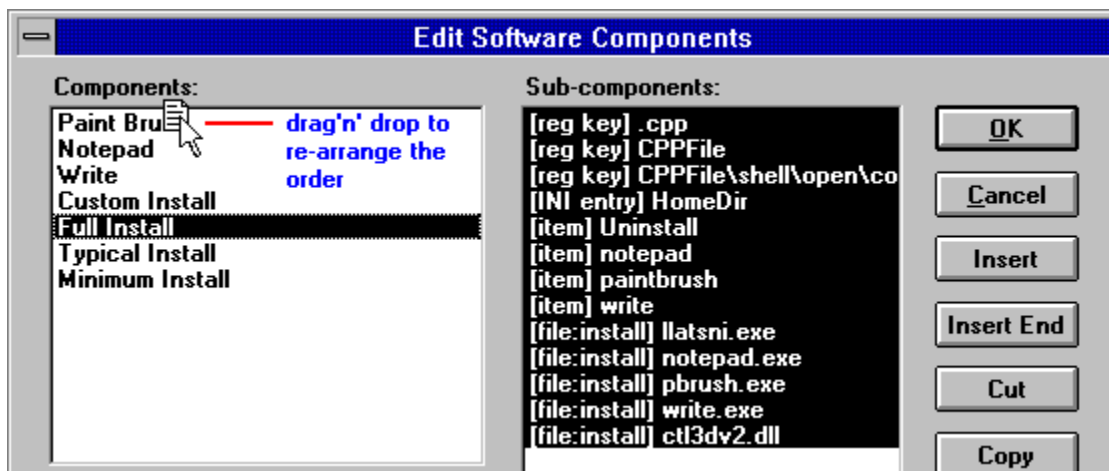 Edit Software Components
Components:
Paint Bru
Notepad
Write
Custom Install
Full Install
Typical Install
Minimum Install
drag'n' drop to
re-arrange the
order
Sub-components:
[reg key] .cpp
[reg key] CPPFile
[reg key] CPPFile\shell\open\co
[INI entry] HomeDir
[item] Uninstall
[item] notepad
[item] paintbrush
[item] write
[file:install] llatsni.exe
[file:install] notepad.exe
[file:install] pbrush.exe
[file:install] write.exe
[file:install] ctl3dv2.dll
OK
Cancel
Insert
Insert End
Cut
Copy